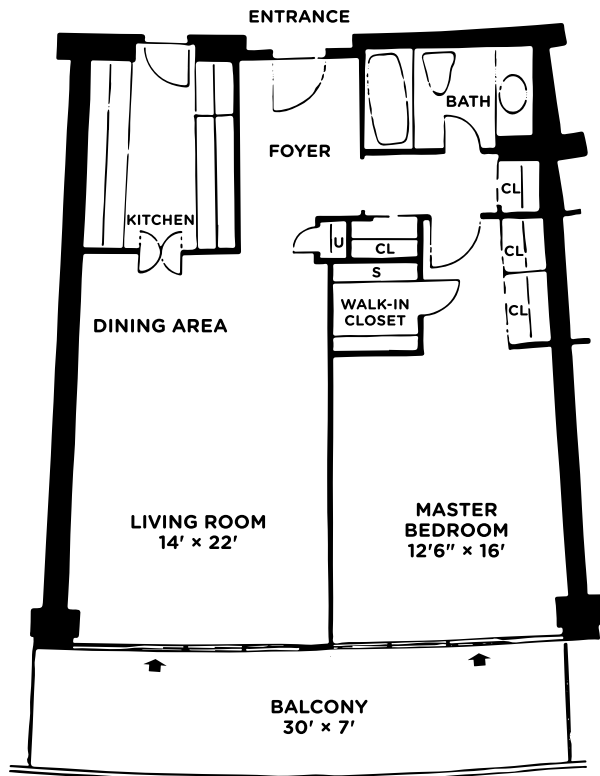 ENTRANCE
BATH
FOYER
CL
KITCHEN
U
CL
CL
S
WALK-IN
CLOSET
CL
DINING AREA
LIVING ROOM
14' × 22'
MASTER
BEDROOM
12'6" × 16'
BALCONY
30' × 7'